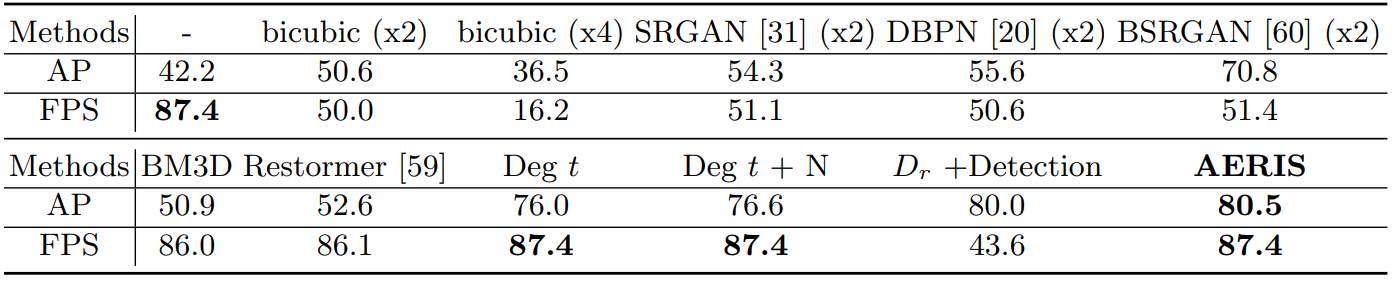 Methods - bicubic (x2) bicubic (x4) SRGAN [31] (x2) DBPN [20] (x2) BSRGAN [60] (x2)
AP 42.2 50.6 36.5 54.3 55.6 70.8
FPS 87.4 50.0 16.2 51.1 50.6 51.4
Methods BM3D Restormer [59] Deg t Deg t + N Dr +Detection AERIS
AP 50.9 52.6 76.0 76.6 80.0 80.5
FPS 86.0 86.1 87.4 87.4 43.6 87.4